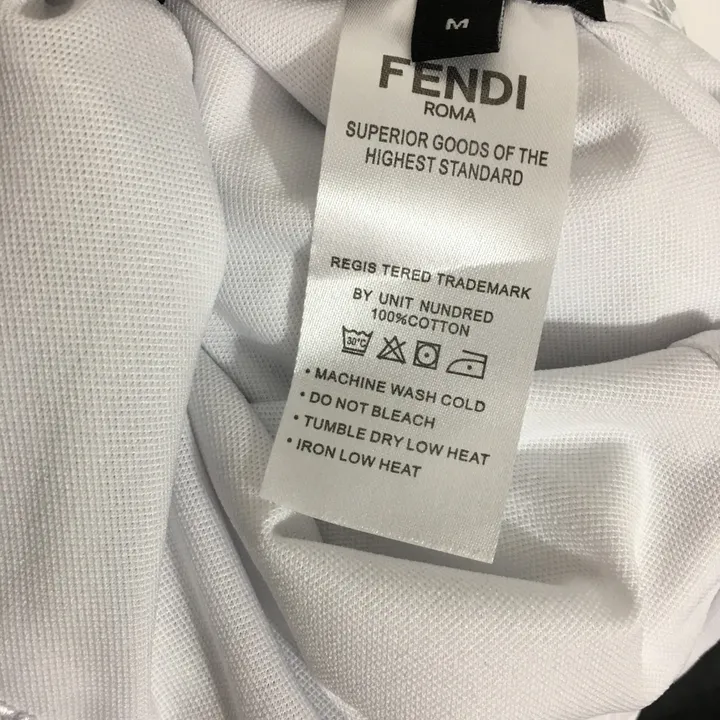 M
FENDI
ROMA
SUPERIOR GOODS OF THE
HIGHEST STANDARD
REGIS TERED TRADEMARK
BY UNIT NUNDRED
100%COTTON
30°C
• MACHINE WASH COLD
• DO NOT BLEACH
• TUMBLE DRY LOW HEAT
• IRON LOW HEAT